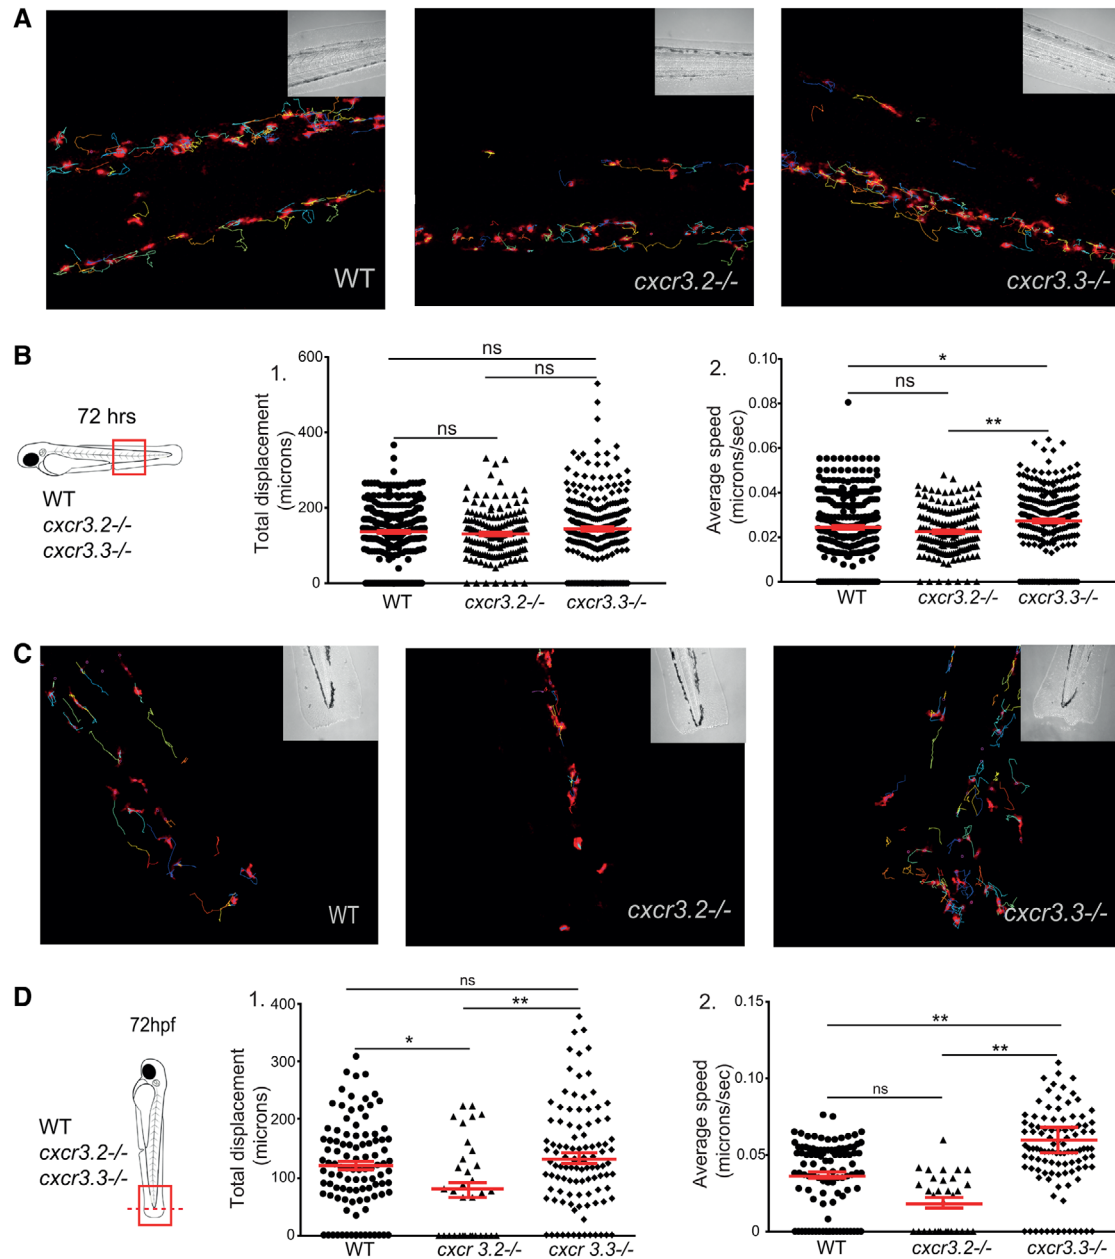 A
WT
cxcr3.2-/-
cxcr3.3-/-
B
72 hrs
WT
cxcr3.2-/-
cxcr3.3-/-
1.
Total displacement
(microns)
600
400
200
0
ns
ns
ns
WT
cxcr3.2-/-
cxcr3.3-/-
2.
Average speed
(microns/sec)
0.10
0.08
0.06
0.04
0.02
0
*
ns
**
WT
cxcr3.2-/-
cxcr3.3-/-
C
WT
cxcr3.2-/-
cxcr3.3-/-
D
72hpf
WT
cxcr3.2-/-
cxcr3.3-/-
1.
Total displacement
(microns)
400
300
200
100
0
ns
**
*
WT
cxcr 3.2-/-
cxcr 3.3-/-
2.
Average speed
(microns/sec)
0.15
0.10
0.05
0
**
**
ns
WT
cxcr3.2-/-
cxcr3.3-/-